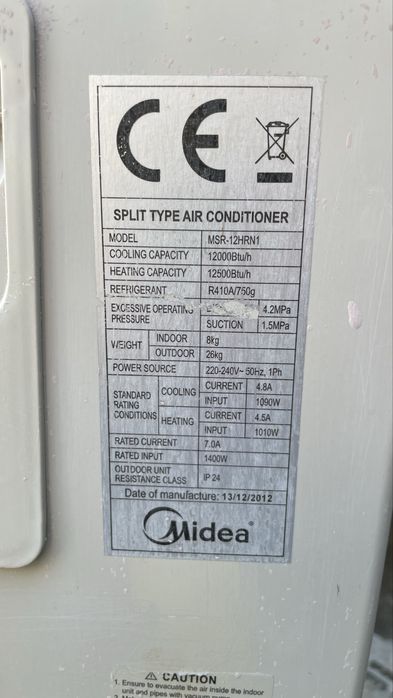 CE
SPLIT TYPE AIR CONDITIONER
MODEL MSR-12HRN1
COOLING CAPACITY 12000Btu/h
HEATING CAPACITY 12500Btu/h
REFRIGERANT R410A/750g
EXCESSIVE OPERATING PRESSURE 4.2MPa
SUCTION 1.5MPa
WEIGHT INDOOR 8kg
OUTDOOR 26kg
POWER SOURCE 220-240V~ 50Hz, 1Ph
STANDARD RATING CONDITIONS COOLING CURRENT 4.8A
INPUT 1090W
HEATING CURRENT 4.5A
INPUT 1010W
RATED CURRENT 7.0A
RATED INPUT 1400W
OUTDOOR UNIT RESISTANCE CLASS IP 24
Date of manufacture: 13/12/2012
Midea®
CAUTION
1. Ensure to evacuate the air inside the indoor
unit and pipes with vacuum